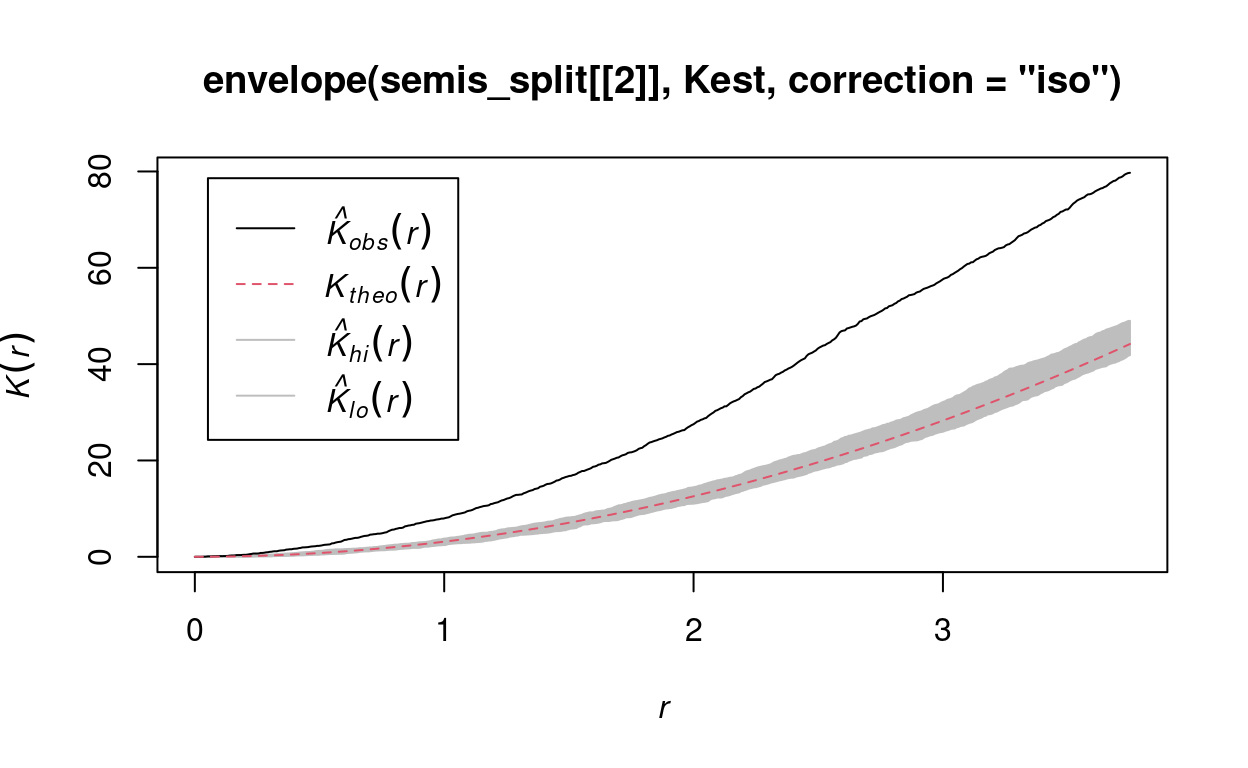 envelope(semis_split[[2]], Kest, correction = "iso")
K(r)
80
60
40
20
0
K̂obs(r)
Ktheo(r)
K̂hi(r)
K̂lo(r)
0 1 2 3
r